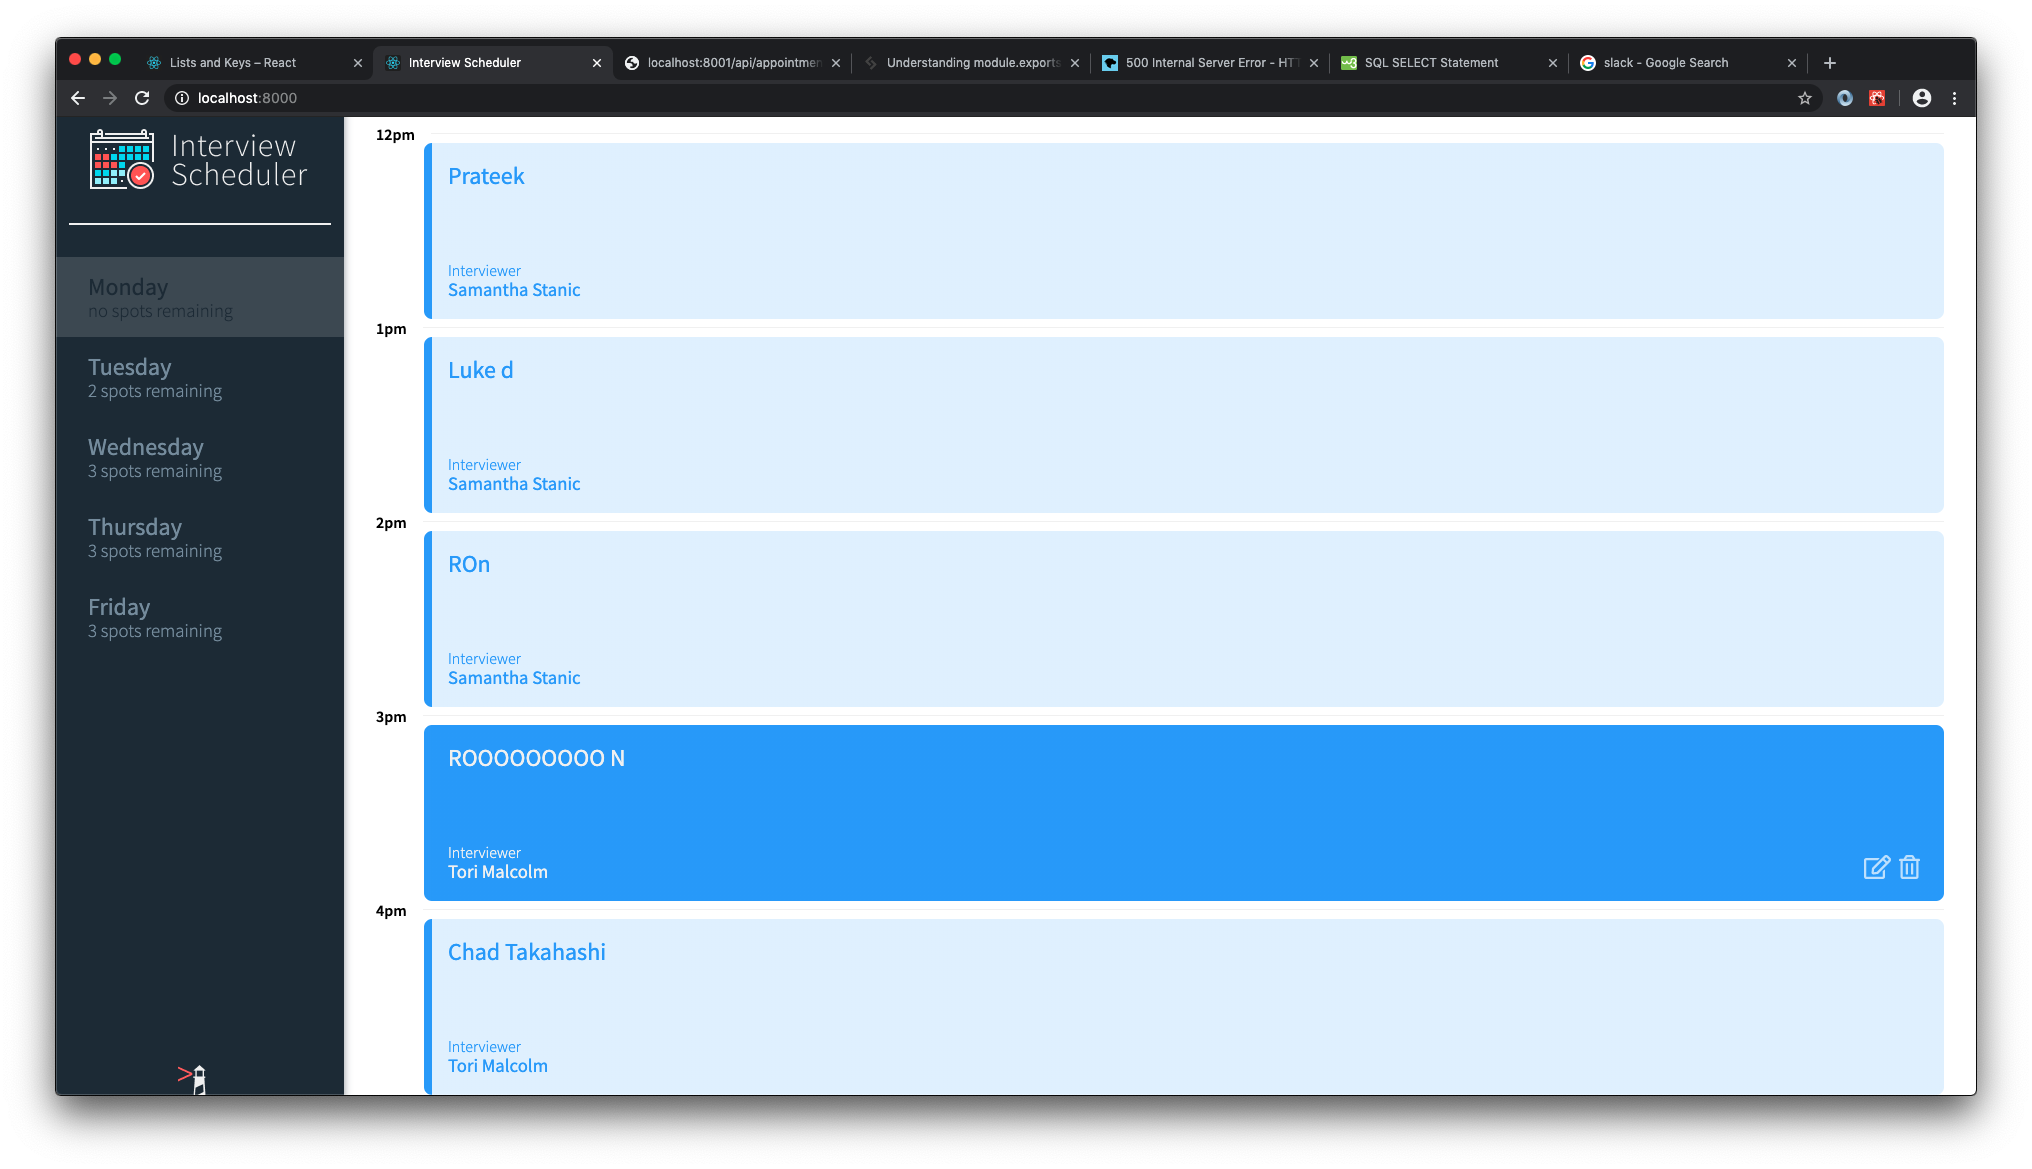 Lists and Keys – React
Interview Scheduler
localhost:8001/api/appointmen
Understanding module.exports
500 Internal Server Error - HTT
SQL SELECT Statement
slack - Google Search
localhost:8000
Interview
Scheduler
Monday
no spots remaining
Tuesday
2 spots remaining
Wednesday
3 spots remaining
Thursday
3 spots remaining
Friday
3 spots remaining
12pm
Prateek
Interviewer
Samantha Stanic
1pm
Luke d
Interviewer
Samantha Stanic
2pm
ROn
Interviewer
Samantha Stanic
3pm
ROOOOOOOOO N
Interviewer
Tori Malcolm
4pm
Chad Takahashi
Interviewer
Tori Malcolm